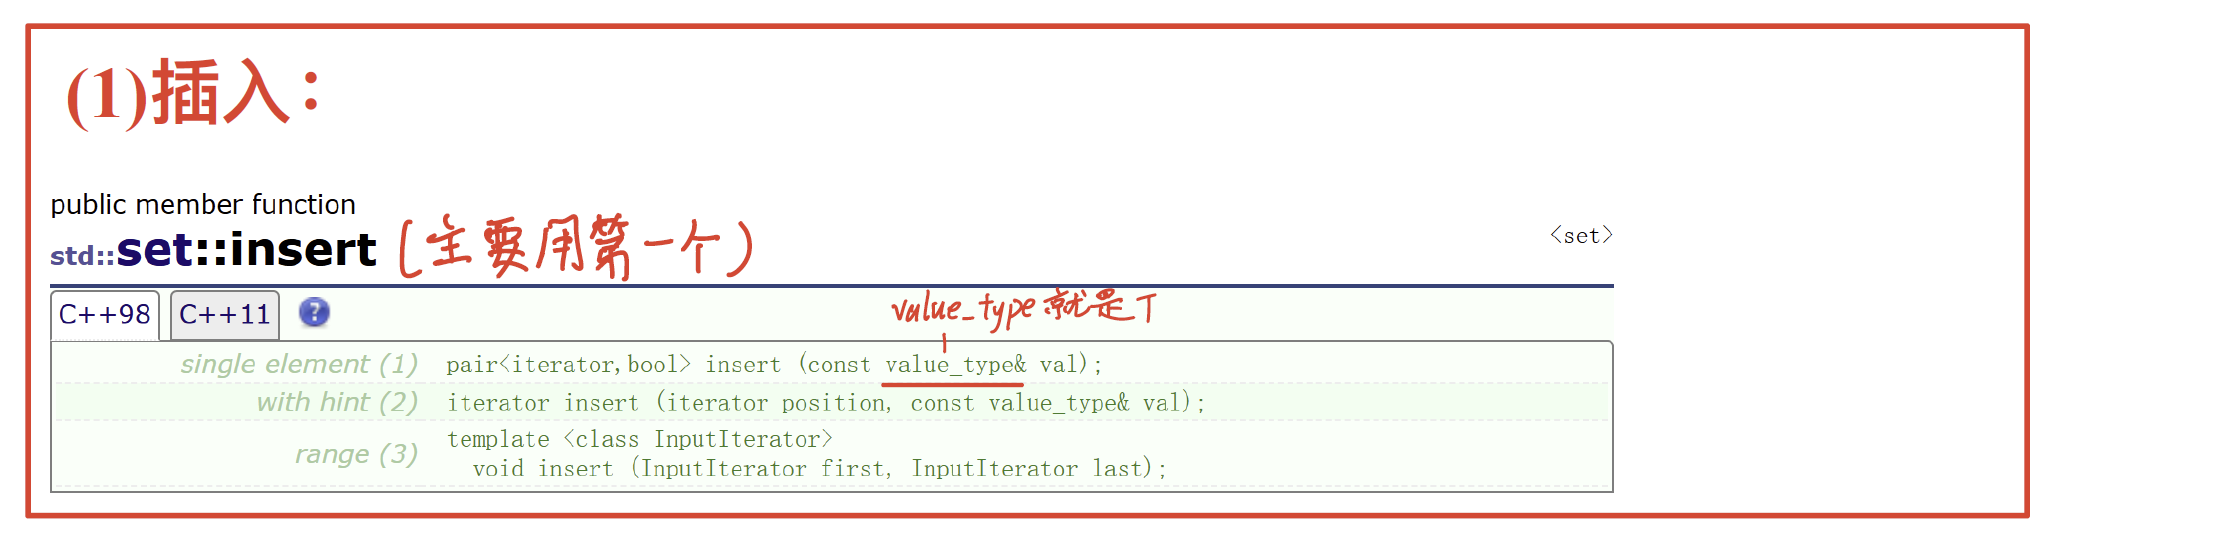 (1)插入：
public member function
std::set::insert (主要用第一个)
<set>
C++98 C++11 ?
value_type就是T
single element (1) pair<iterator,bool> insert (const value_type& val);
with hint (2) iterator insert (iterator position, const value_type& val);
range (3) template <class InputIterator>
void insert (InputIterator first, InputIterator last);